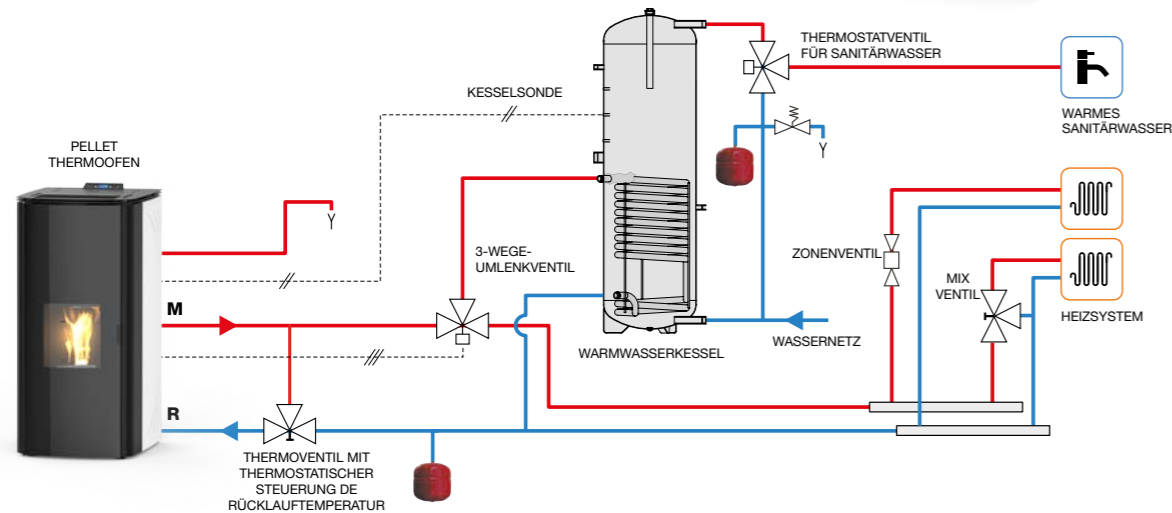 THERMOSTATVENTIL
FÜR SANITÄRWASSER
KESSELSONDE
WARMES
SANITÄRWASSER
PELLET
THERMOOFEN
3-WEGE-
UMLENKVENTIL
ZONENVENTIL
MIX
VENTIL
M
HEIZSYSTEM
WASSERNETZ
WARMWASSERKESSEL
R
THERMOVENTIL MIT
THERMOSTATISCHER
STEUERUNG DE
RÜCKLAUFTEMPERATUR